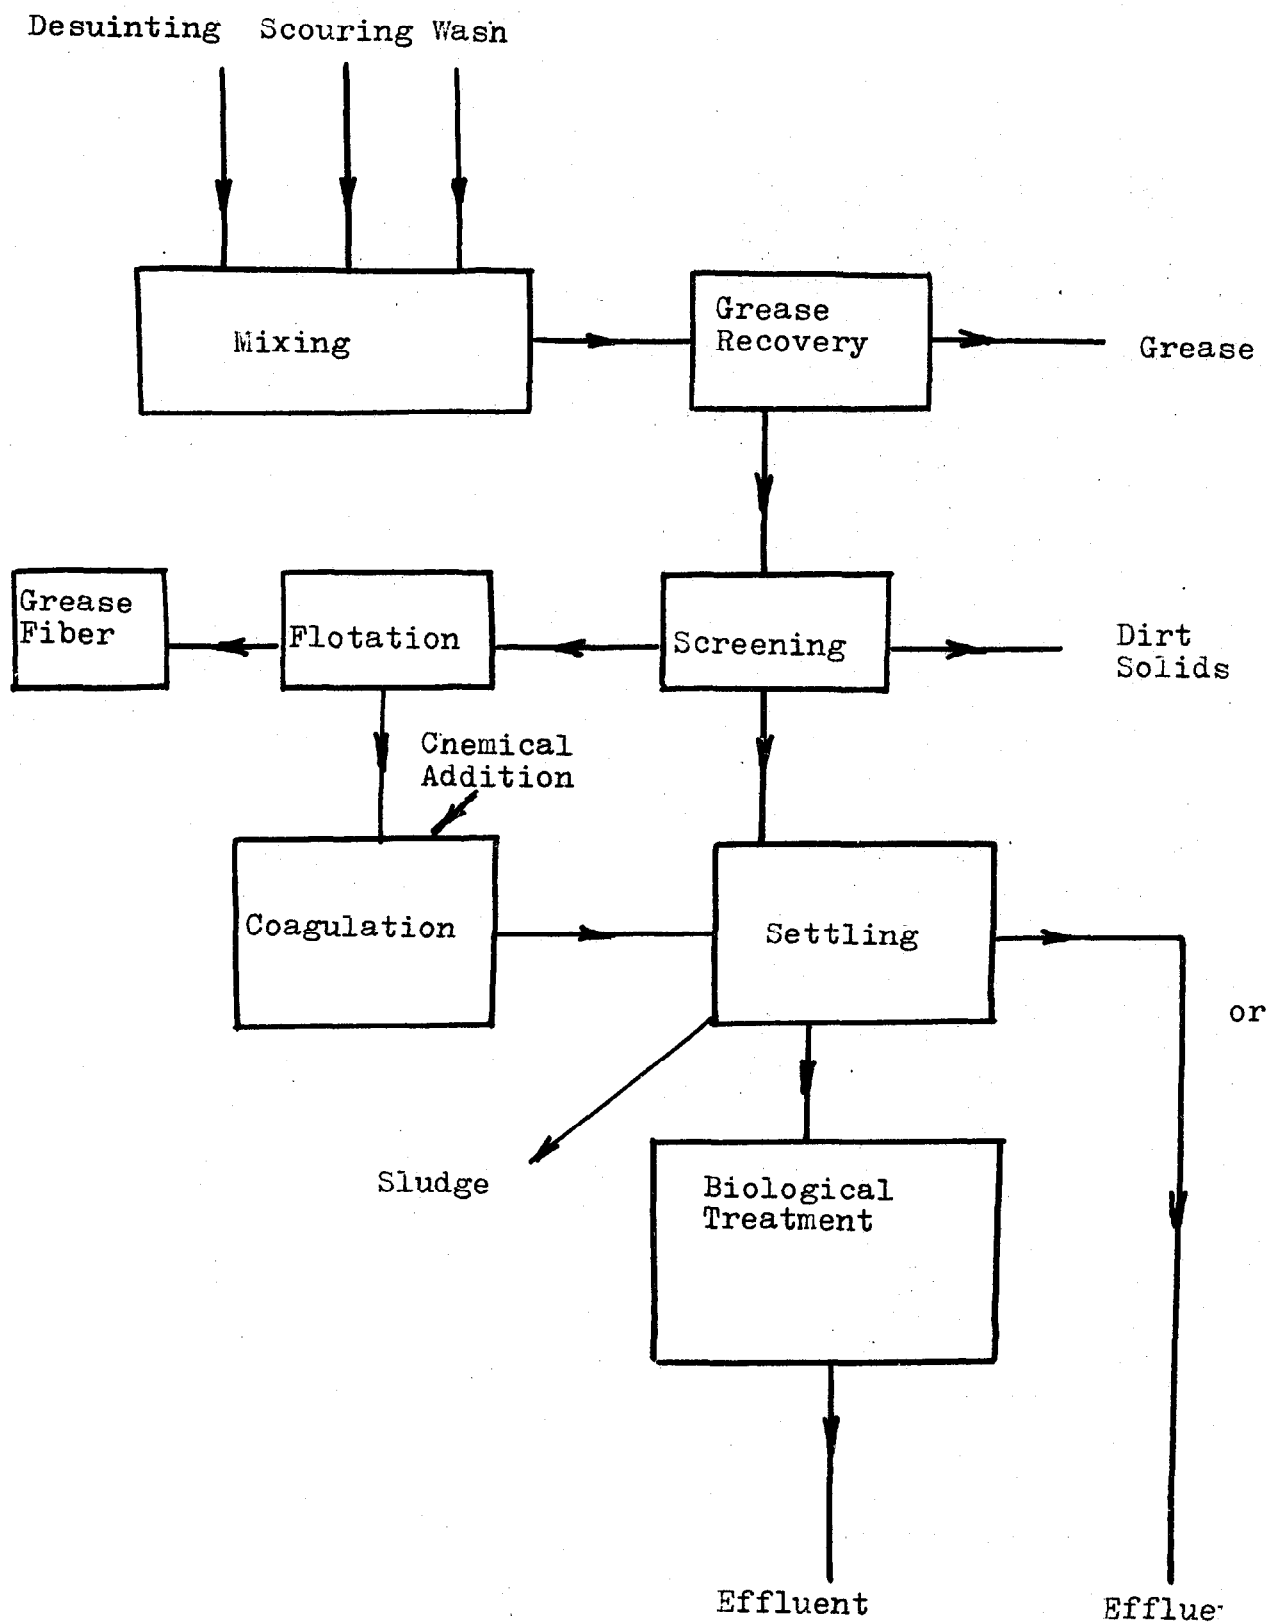 Desuinting Scouring Wasn
Mixing
Grease
Recovery
Grease
Grease
Fiber
Flotation
Screening
Dirt
Solids
Cnemical
Addition
Coagulation
Settling
or
Sludge
Biological
Treatment
Effluent
Efflue